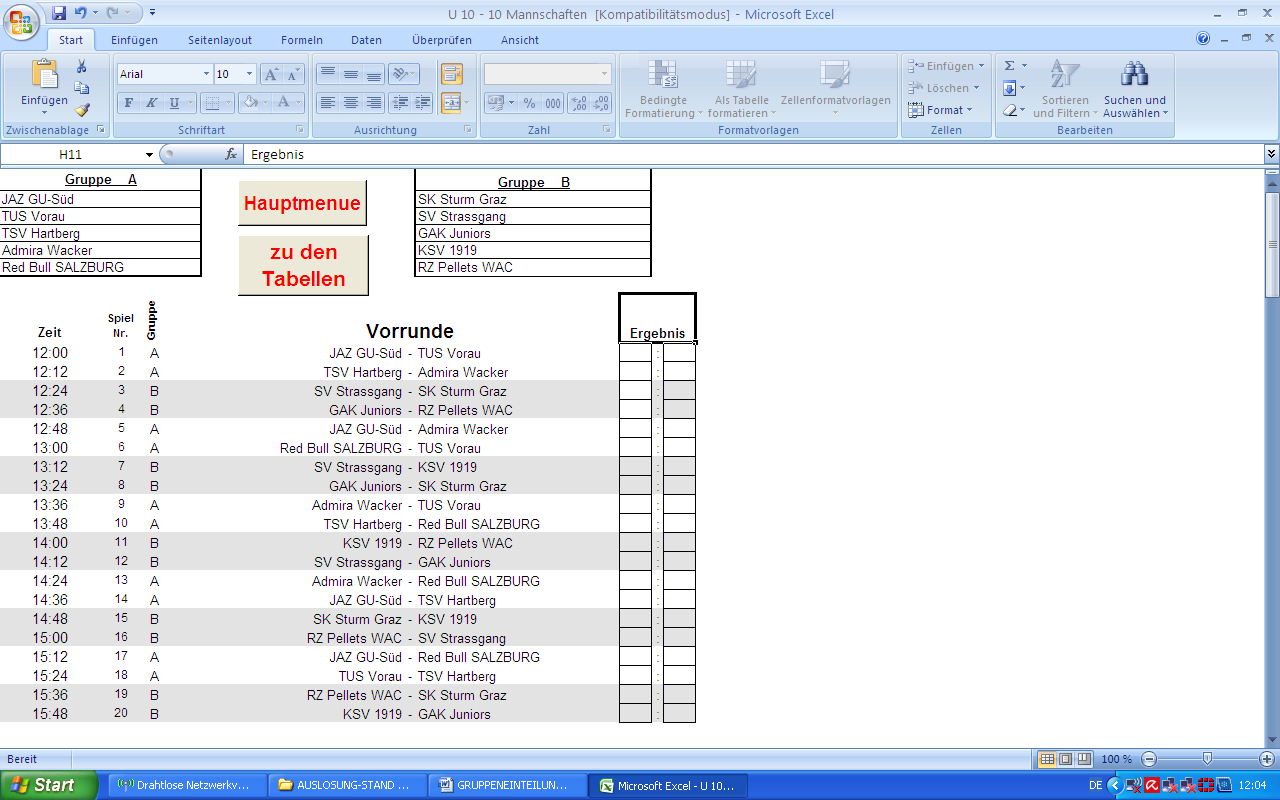 U 10 - 10 Mannschaften  [Kompatibilitätsmodus] - Microsoft Excel
Start Einfügen Seitenlayout Formeln Daten Überprüfen Ansicht
Einfügen
Zwischenablage
Arial 10 A A
F K U A
Schriftart
Ausrichtung
% 000 ,00 ,0
Zahl
Bedingte Formatierung
Als Tabelle formatieren
Zellenformatvorlagen
Formatvorlagen
Einfügen
Löschen
Format
Zellen
Σ
Sortieren und Filtern
Suchen und Auswählen
Bearbeiten
H11 fx Ergebnis
Gruppe A
JAZ GU-Süd
TUS Vorau
TSV Hartberg
Admira Wacker
Red Bull SALZBURG
Hauptmenue
zu den
Tabellen
Gruppe B
SK Sturm Graz
SV Strassgang
GAK Juniors
KSV 1919
RZ Pellets WAC
Zeit Spiel Nr. Gruppe Vorrunde Ergebnis
12:00 1 A JAZ GU-Süd - TUS Vorau :
12:12 2 A TSV Hartberg - Admira Wacker :
12:24 3 B SV Strassgang - SK Sturm Graz :
12:36 4 B GAK Juniors - RZ Pellets WAC :
12:48 5 A JAZ GU-Süd - Admira Wacker :
13:00 6 A Red Bull SALZBURG - TUS Vorau :
13:12 7 B SV Strassgang - KSV 1919 :
13:24 8 B GAK Juniors - SK Sturm Graz :
13:36 9 A Admira Wacker - TUS Vorau :
13:48 10 A TSV Hartberg - Red Bull SALZBURG :
14:00 11 B KSV 1919 - RZ Pellets WAC :
14:12 12 B SV Strassgang - GAK Juniors :
14:24 13 A Admira Wacker - Red Bull SALZBURG :
14:36 14 A JAZ GU-Süd - TSV Hartberg :
14:48 15 B SK Sturm Graz - KSV 1919 :
15:00 16 B RZ Pellets WAC - SV Strassgang :
15:12 17 A JAZ GU-Süd - Red Bull SALZBURG :
15:24 18 A TUS Vorau - TSV Hartberg :
15:36 19 B RZ Pellets WAC - SK Sturm Graz :
15:48 20 B KSV 1919 - GAK Juniors :
Bereit 100 %
Start Drahtlose Netzwerkv... AUSLOSUNG-STAND ... GRUPPENEINTEILUN... Microsoft Excel - U 10... DE 12:04